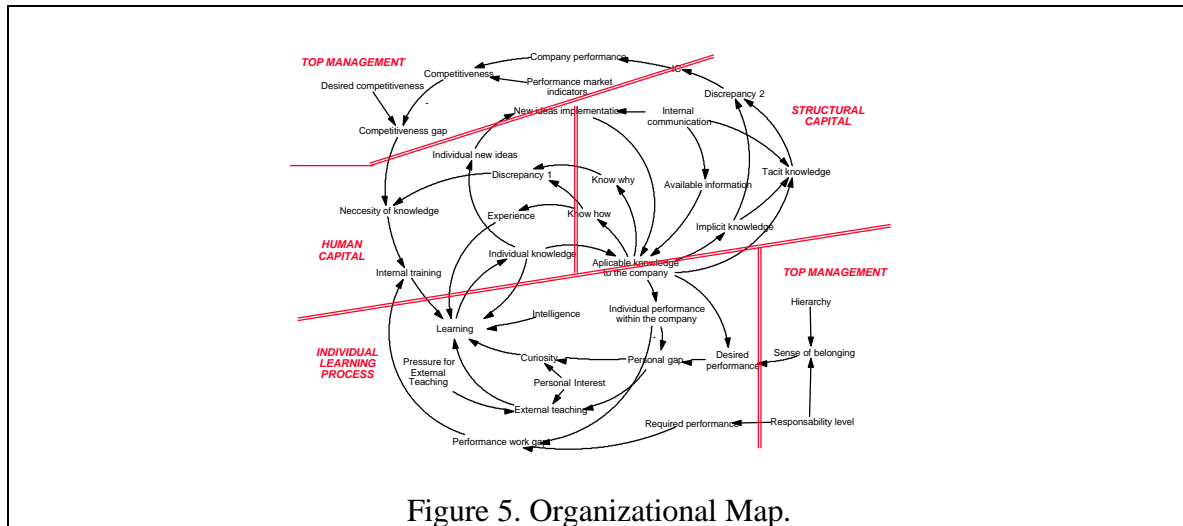 Company performance
TOP MANAGEMENT
IC
Competitiveness
Performance market
indicators
Desired competitiveness
Discrepancy 2
-
New ideas implementation
Internal
communication
STRUCTURAL
CAPITAL
Competitiveness gap
Individual new ideas
Discrepancy 1
Know why
Tacit knowledge
Available information
Neccesity of knowledge
Experience
Know how
Implicit knowledge
HUMAN
CAPITAL
Individual knowledge
Aplicable knowledge
to the company
Internal training
TOP MANAGEMENT
Hierarchy
Individual performance
within the company
Intelligence
Learning
-
INDIVIDUAL
LEARNING
PROCESS
Pressure for
External
Teaching
Curiosity
Personal gap
Desired
performance
Sense of belonging
Personal Interest
External teaching
Required performance
Responsability level
Performance work gap
-
Figure 5. Organizational Map.